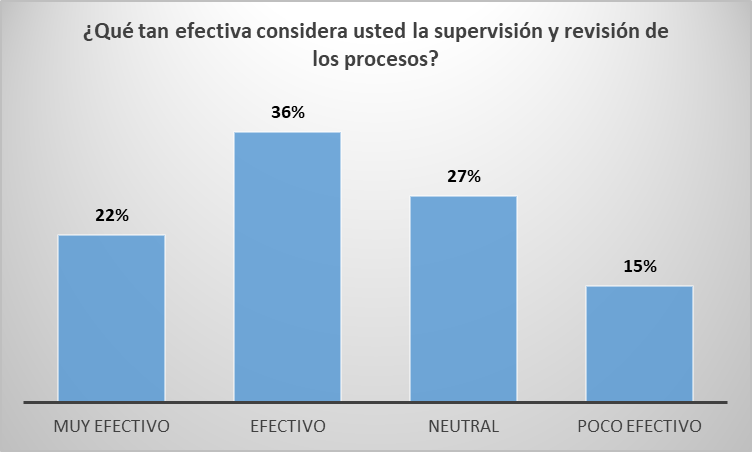 ¿Qué tan efectiva considera usted la supervisión y revisión de
los procesos?
36%
27%
22%
15%
MUY EFECTIVO EFECTIVO NEUTRAL POCO EFECTIVO